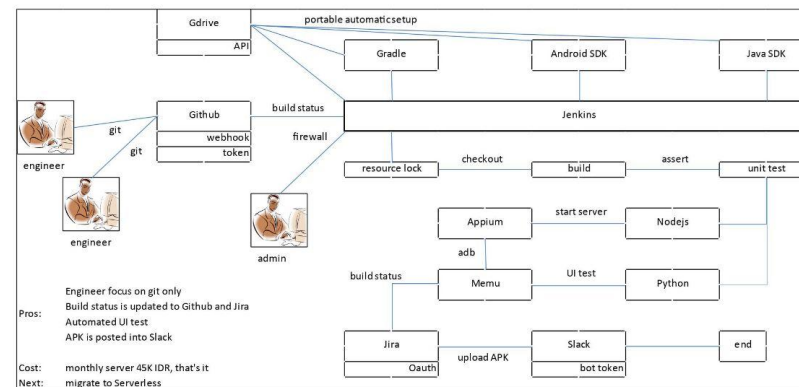 Gdrive
portable automatic setup
API
Gradle
Android SDK
Java SDK
Github
build status
Jenkins
webhook
token
git
git
firewall
engineer
engineer
admin
resource lock
checkout
build
assert
unit test
Appium
start server
Nodejs
adb
build status
Memu
UI test
Python
Jira
Oauth
upload APK
Slack
bot token
end
Pros:
Engineer focus on git only
Build status is updated to Github and Jira
Automated UI test
APK is posted into Slack
Cost: monthly server 45K IDR, that's it
Next: migrate to Serverless